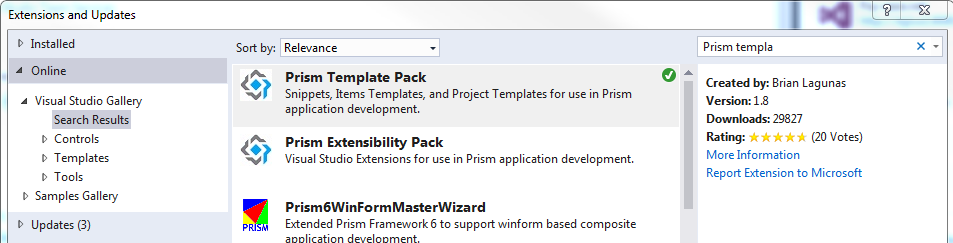 Extensions and Updates
Installed
Sort by: Relevance
Prism templa
Online
Visual Studio Gallery
Search Results
Controls
Templates
Tools
Samples Gallery
Updates (3)
Prism Template Pack
Snippets, Items Templates, and Project Templates for use in Prism
application development.
Prism Extensibility Pack
Visual Studio Extensions for use in Prism application development.
PRISM
Prism6WinFormMasterWizard
Extended Prism Framework 6 to support winform based composite
application development.
Created by: Brian Lagunas
Version: 1.8
Downloads: 29827
Rating: (20 Votes)
More Information
Report Extension to Microsoft